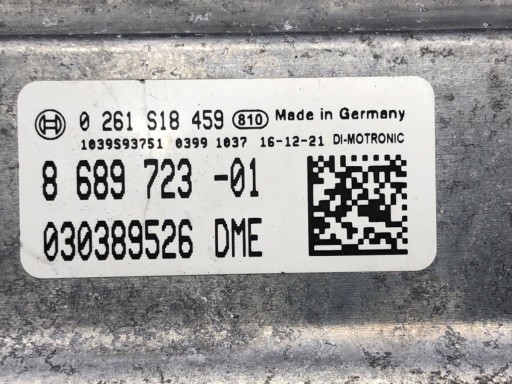 0 261 S18 459 810 Made in Germany
1039S93751 0399 1037 16-12-21 DI-MOTRONIC
8 689 723 -01
030389526 DME